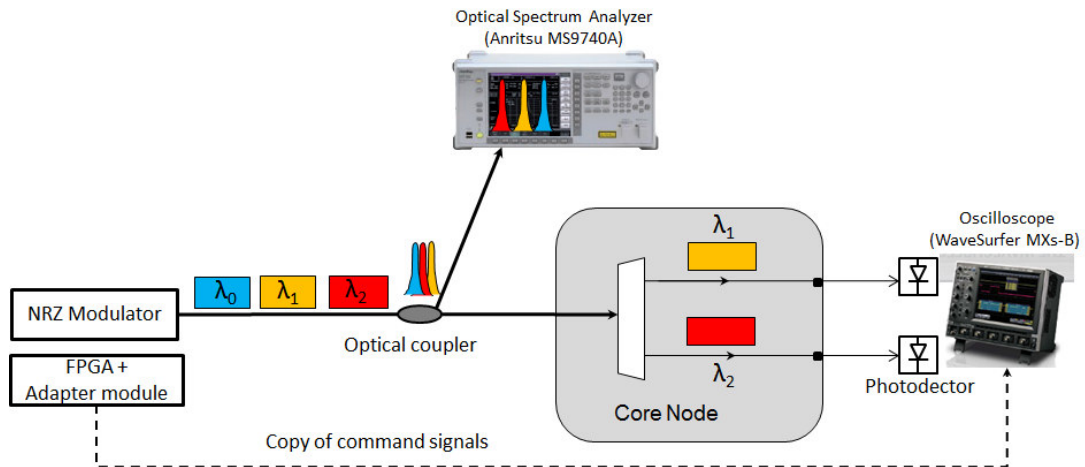 Optical Spectrum Analyzer
(Anritsu MS9740A)
Oscilloscope
(WaveSurfer MXs-B)
λ1
λ0
λ1
λ2
NRZ Modulator
Optical coupler
FPGA +
Adapter module
λ2
Photodector
Core Node
Copy of command signals